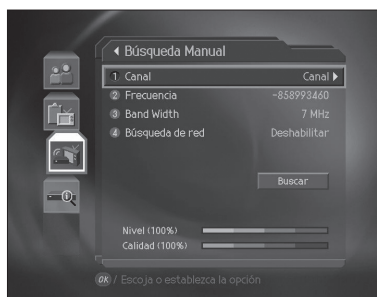 Búsqueda Manual
1 Canal Canal
2 Frecuencia -858993460
3 Band Width 7 MHz
4 Búsqueda de red Deshabilitar
Buscar
Nivel (100%)
Calidad (100%)
OK / Escoja o establezca la opción